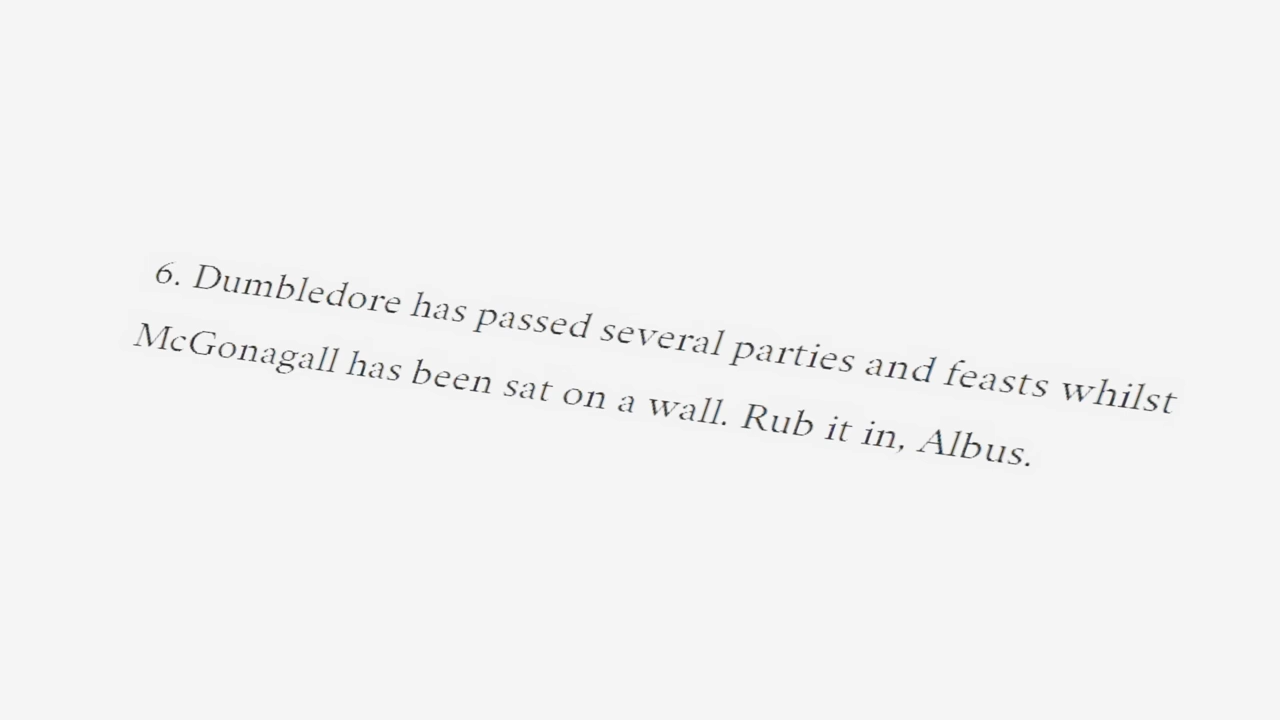 6. Dumbledore has passed several parties and feasts whilst
McGonagall has been sat on a wall. Rub it in, Albus.